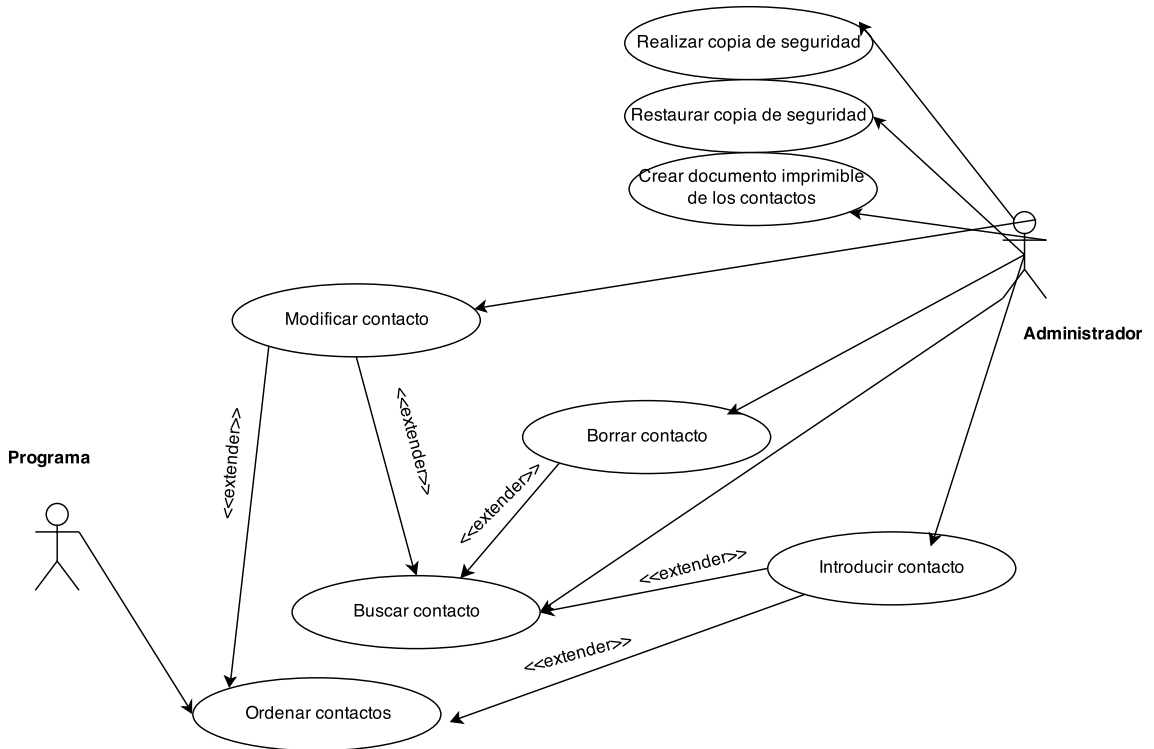 Realizar copia de seguridad
Restaurar copia de seguridad
Crear documento imprimible
de los contactos
Administrador
Modificar contacto
<<extender>>
<<extender>>
Borrar contacto
Programa
<<extender>>
<<extender>>
Introducir contacto
Buscar contacto
<<extender>>
Ordenar contactos